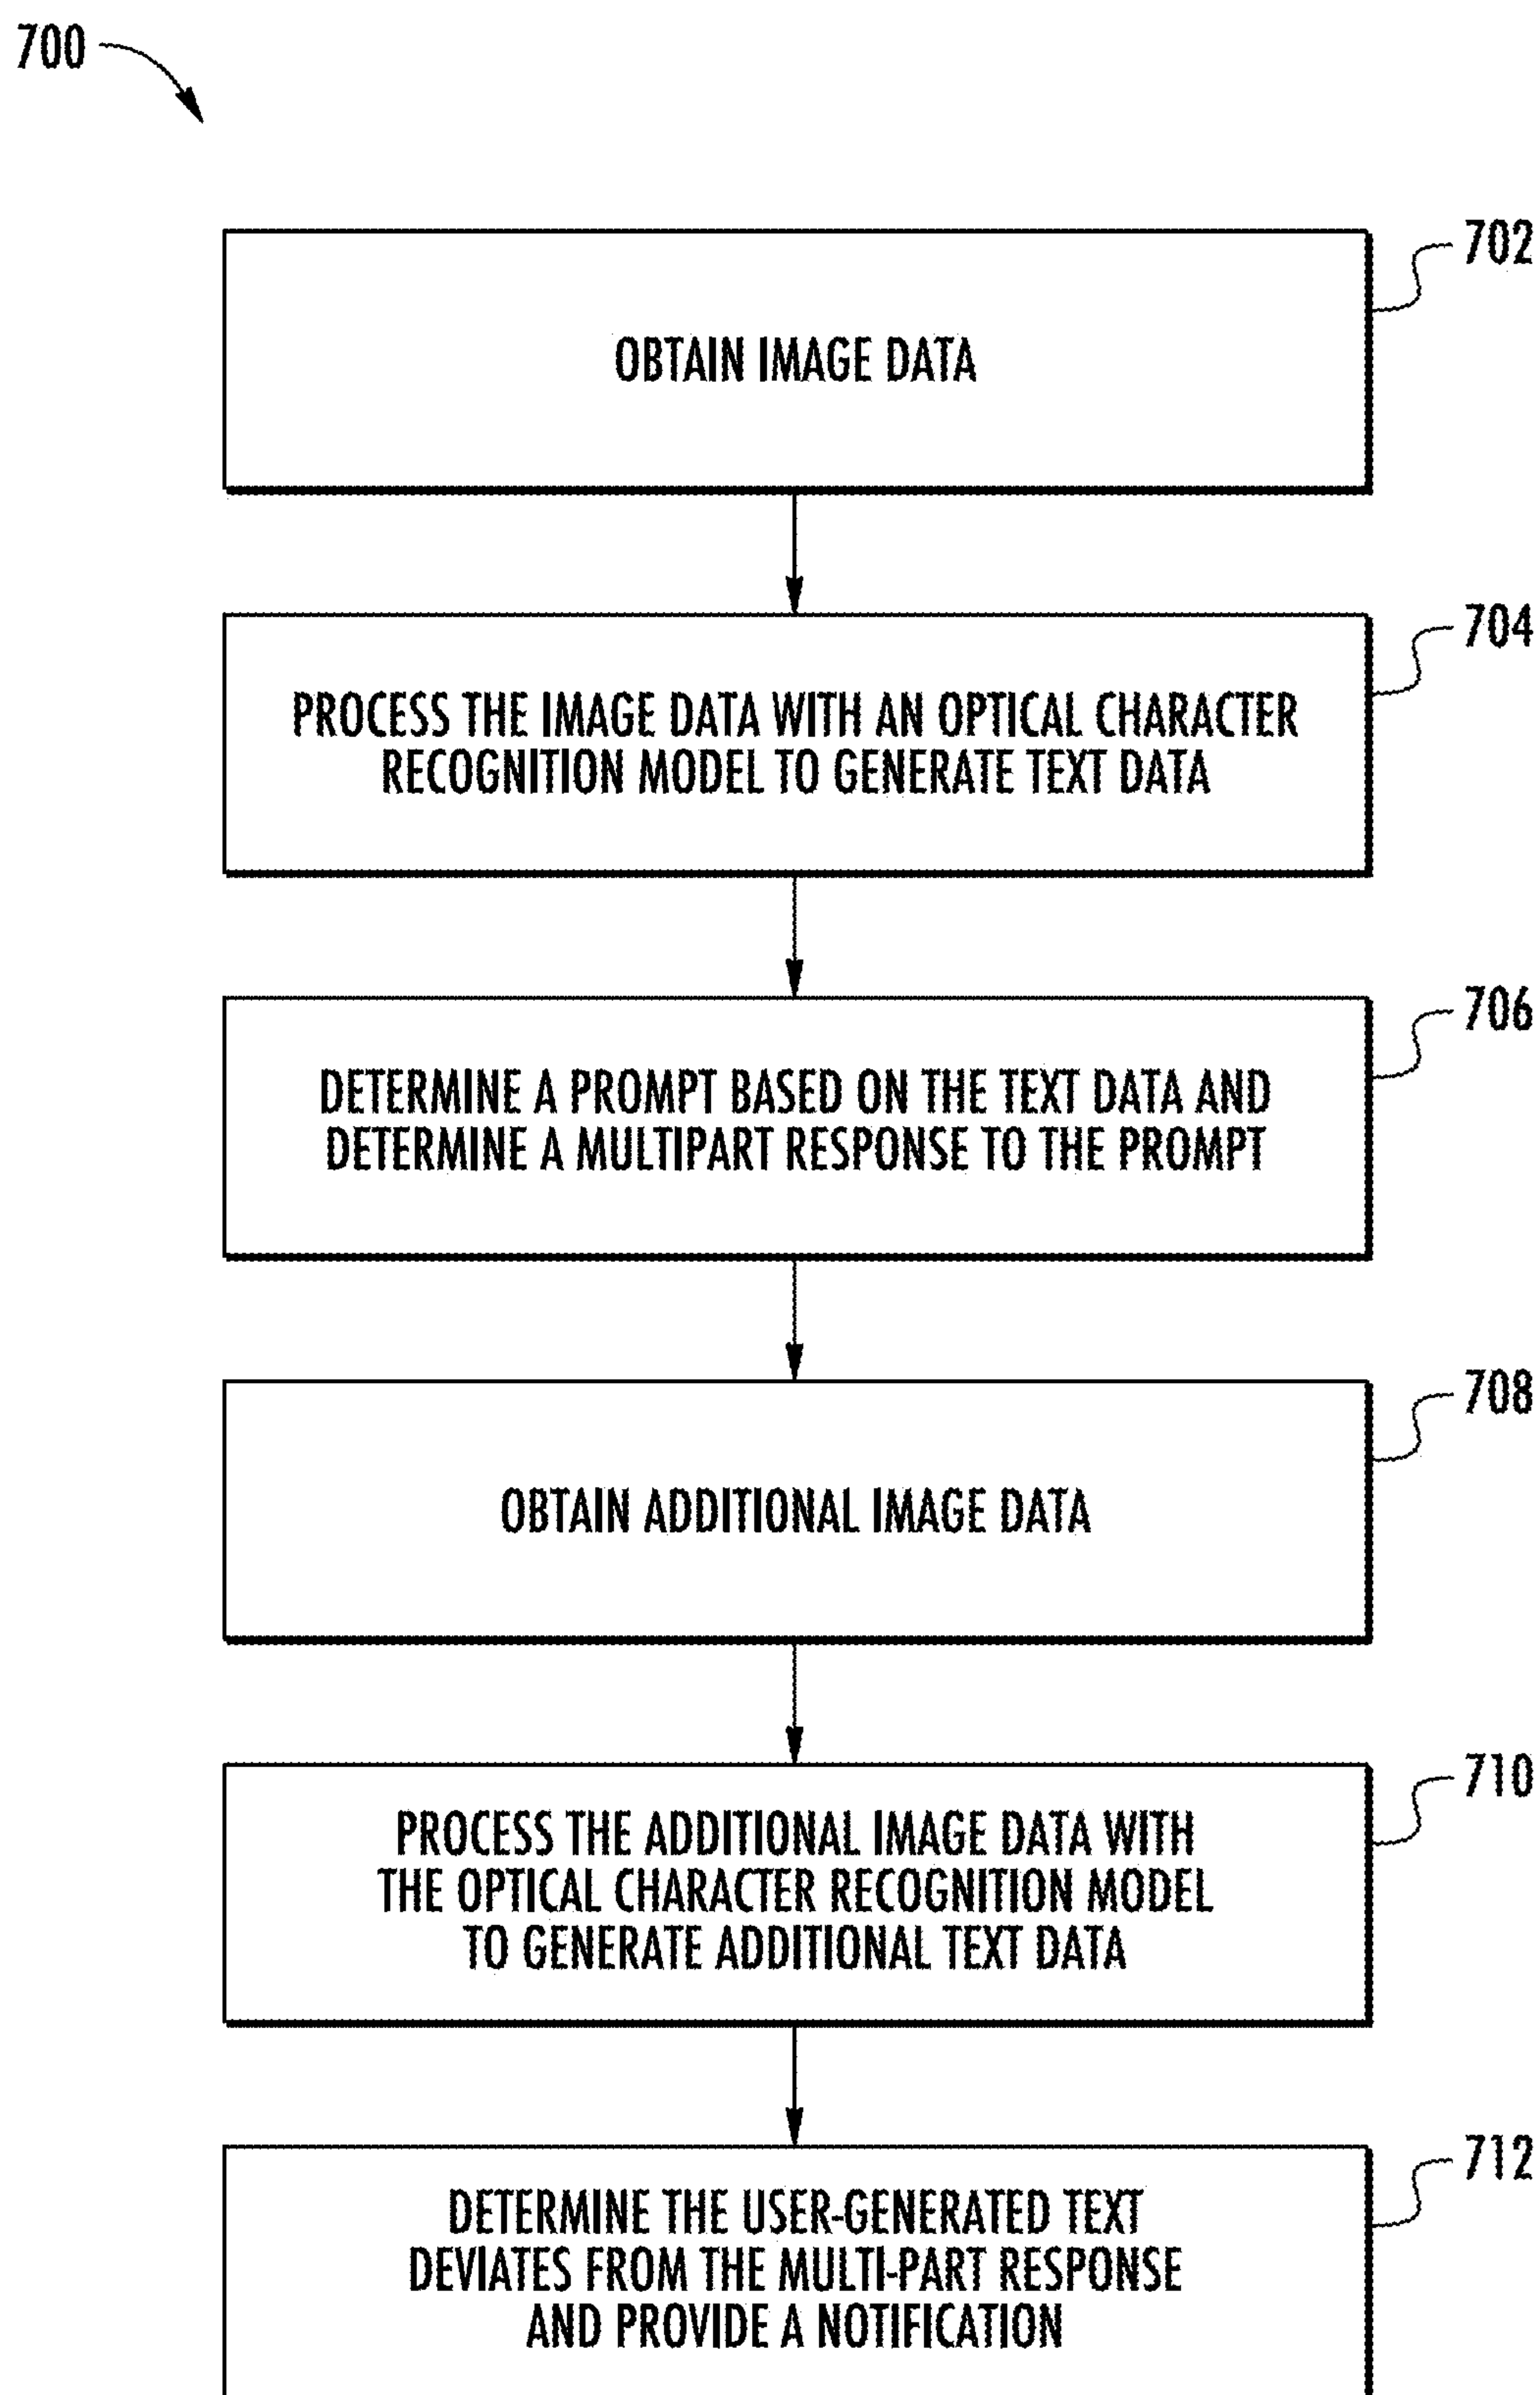 700
702
OBTAIN IMAGE DATA
704
PROCESS THE IMAGE DATA WITH AN OPTICAL CHARACTER
RECOGNITION MODEL TO GENERATE TEXT DATA
706
DETERMINE A PROMPT BASED ON THE TEXT DATA AND
DETERMINE A MULTIPART RESPONSE TO THE PROMPT
708
OBTAIN ADDITIONAL IMAGE DATA
710
PROCESS THE ADDITIONAL IMAGE DATA WITH
THE OPTICAL CHARACTER RECOGNITION MODEL
TO GENERATE ADDITIONAL TEXT DATA
712
DETERMINE THE USER-GENERATED TEXT
DEVIATES FROM THE MULTI-PART RESPONSE
AND PROVIDE A NOTIFICATION